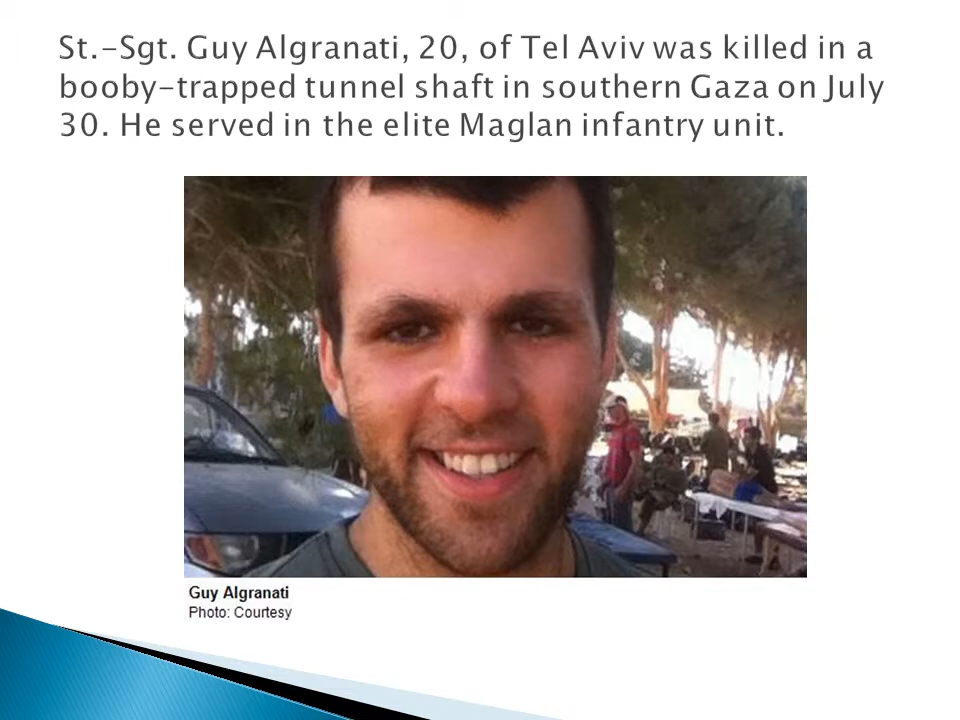 St.-Sgt. Guy Algranati, 20, of Tel Aviv was killed in a
booby-trapped tunnel shaft in southern Gaza on July
30. He served in the elite Maglan infantry unit.
Guy Algranati
Photo: Courtesy